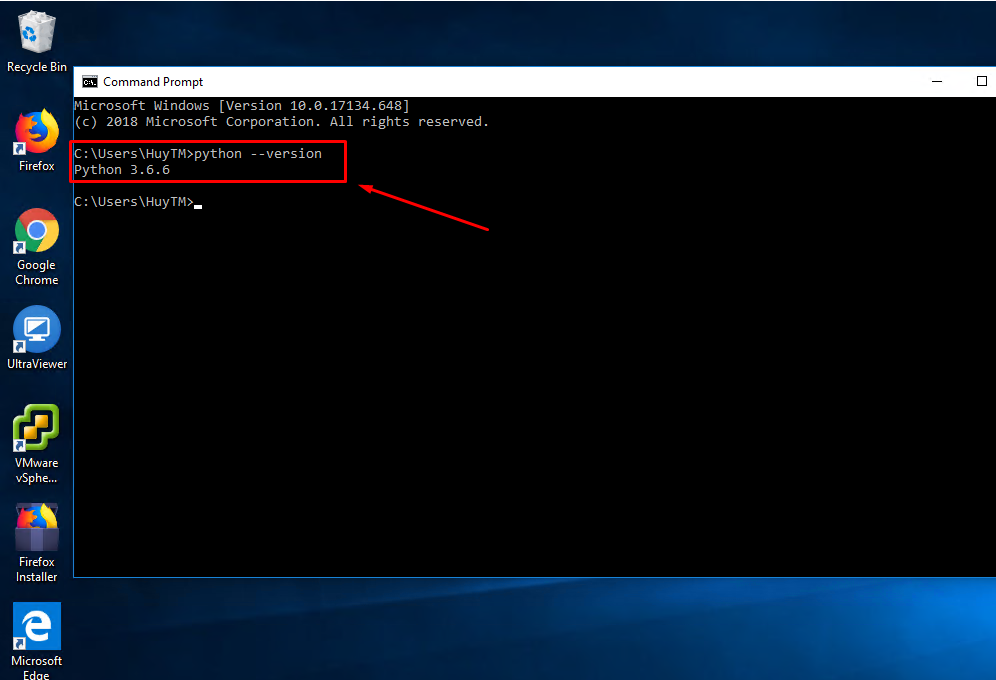 Recycle Bin
Firefox
Google
Chrome
UltraViewer
VMware
vSphe...
Firefox
Installer
Microsoft
Edge
C:\.
Command Prompt
Microsoft Windows [Version 10.0.17134.648]
(c) 2018 Microsoft Corporation. All rights reserved.
C:\Users\HuyTM>python --version
Python 3.6.6
C:\Users\HuyTM>